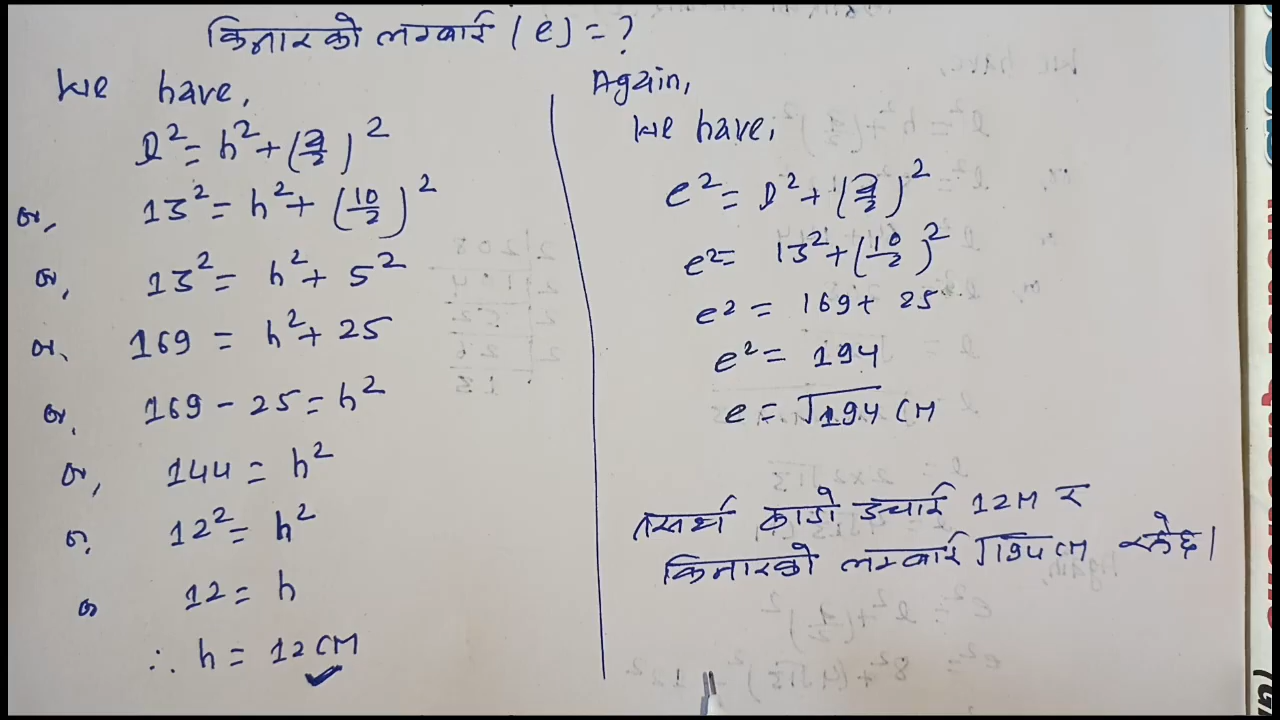 किनारको लम्बाई (e) = ?
We have,
l² = h² + (a/2)²
or, 13² = h² + (10/2)²
or, 13² = h² + 5²
or, 169 = h² + 25
or, 169 - 25 = h²
or, 144 = h²
or, 12² = h²
or 12 = h
∴ h = 12 CM
Again,
We have,
e² = l² + (a/2)²
e² = 13² + (10/2)²
e² = 169 + 25
e² = 194
e = √194 CM
तसर्थ ठाडो उचाई 12M र
किनारको लम्बाई √194 CM रहेछ।